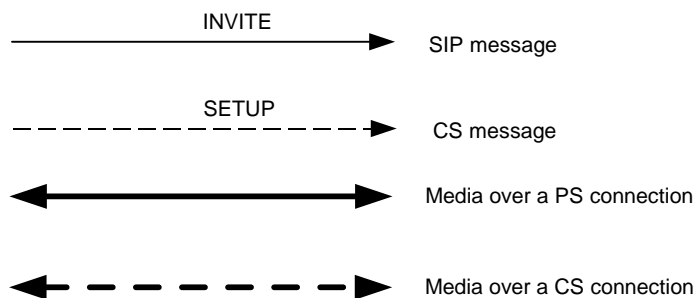 INVITE
SIP message
SETUP
CS message
Media over a PS connection
Media over a CS connection